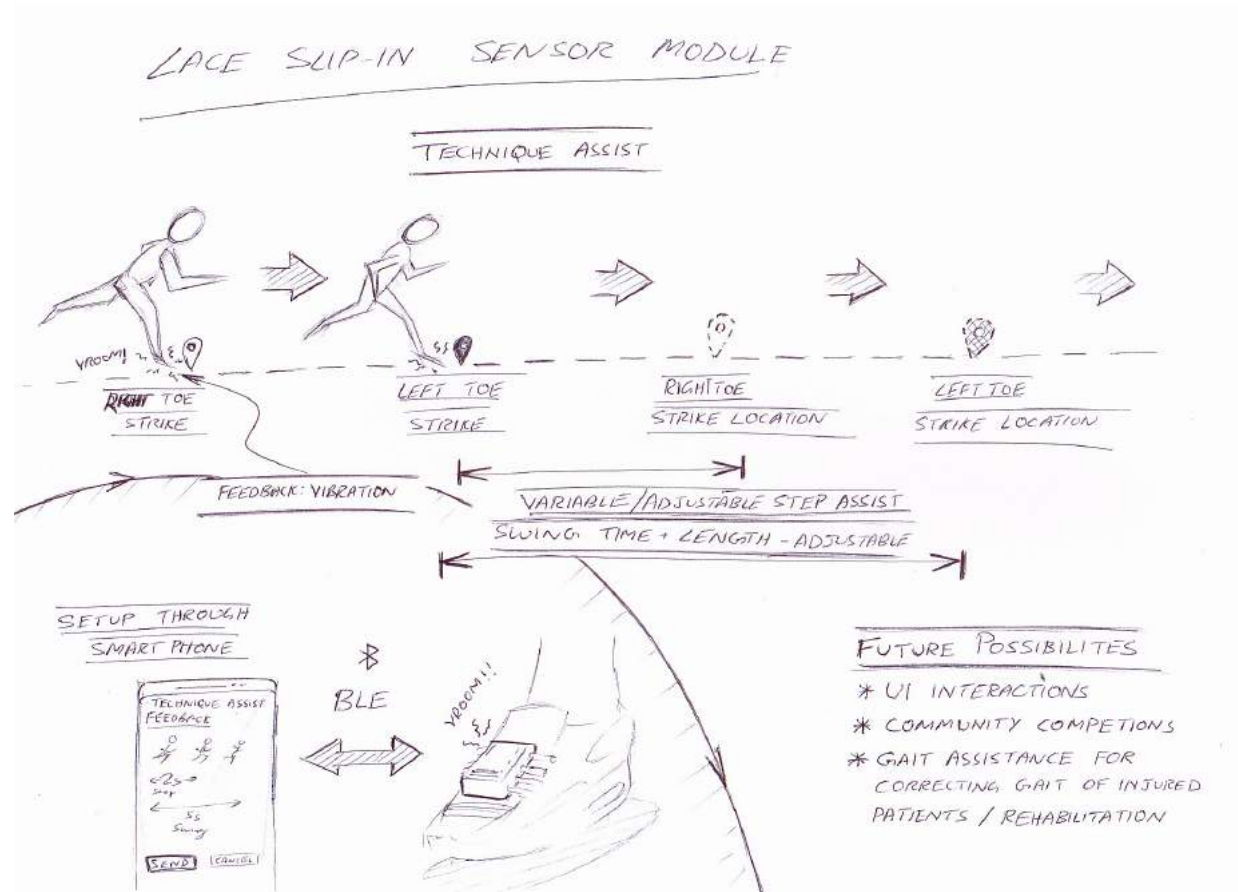 LACE SLIP-IN SENSOR MODULE
TECHNIQUE ASSIST
VROOM!
RIGHT TOE
STRIKE
LEFT TOE
STRIKE
RIGHT TOE
STRIKE LOCATION
LEFT TOE
STRIKE LOCATION
FEEDBACK: VIBRATION
VARIABLE/ADJUSTABLE STEP ASSIST
SWING TIME + LENGTH - ADJUSTABLE
SETUP THROUGH
SMART PHONE
TECHNIQUE ASSIST
FEEDBACK
Step
Swing
SEND CANCEL
BLE
VROOM!!
FUTURE POSSIBILITES
* UI INTERACTIONS
* COMMUNITY COMPETIONS
* GAIT ASSISTANCE FOR
CORRECTING GAIT OF INJURED
PATIENTS / REHABILITATION